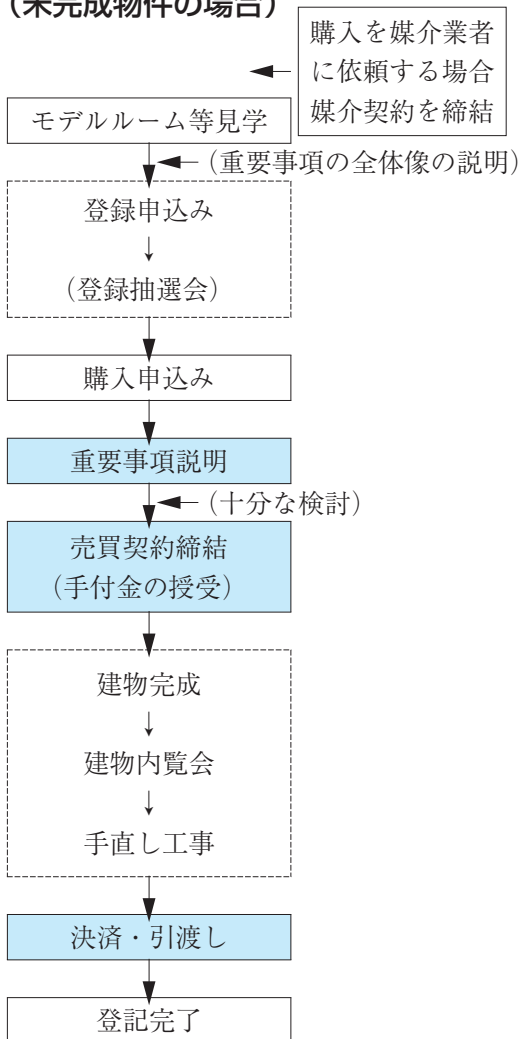 （未完成物件の場合）
購入を媒介業者
に依頼する場合
媒介契約を締結
モデルルーム等見学
（重要事項の全体像の説明）
登録申込み
↓
（登録抽選会）
購入申込み
重要事項説明
（十分な検討）
売買契約締結
（手付金の授受）
建物完成
↓
建物内覧会
↓
手直し工事
決済・引渡し
登記完了